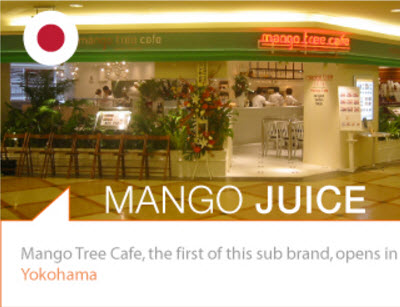 mango tree cafe
mango tree cafe
MANGO JUICE
Mango Tree Cafe, the first of this sub brand, opens in
Yokohama